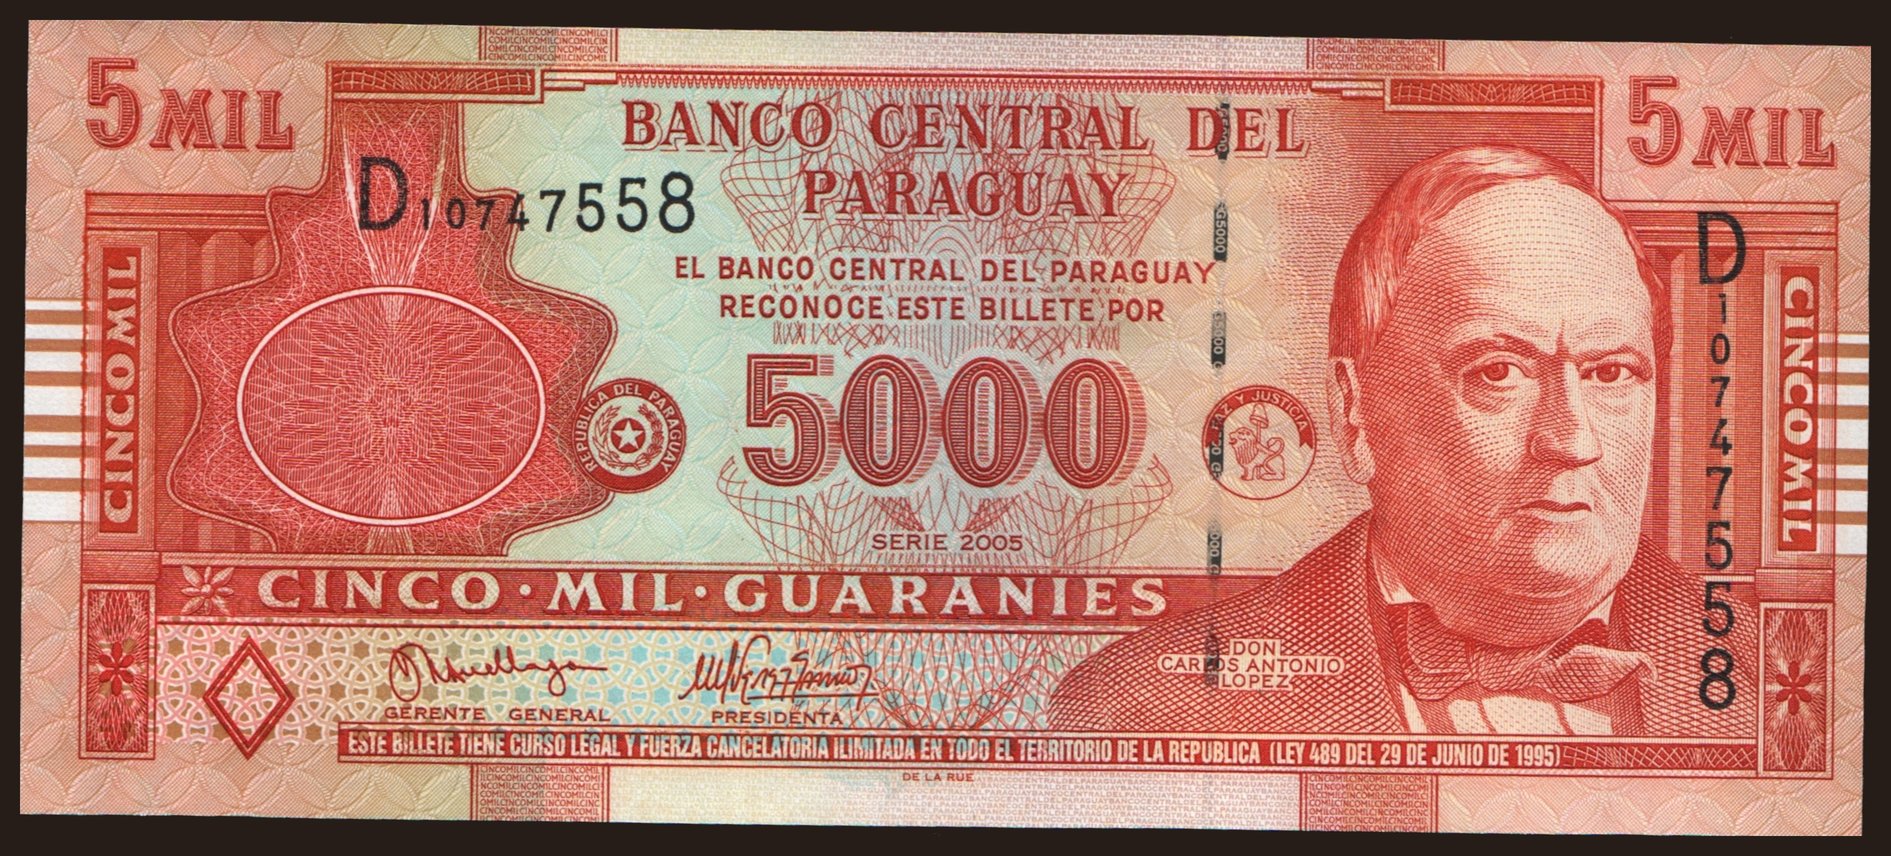 5 MIL
5 MIL
BANCO CENTRAL DEL
PARAGUAY
D10747558
EL BANCO CENTRAL DEL PARAGUAY
RECONOCE ESTE BILLETE POR
5000
REPUBLICA DEL PARAGUAY
PAZ Y JUSTICIA
SERIE 2005
CINCO MIL
CINCO MIL
D10747558
CINCO·MIL·GUARANIES
DON
CARLOS ANTONIO
LOPEZ
GERENTE GENERAL
PRESIDENTA
ESTE BILLETE TIENE CURSO LEGAL Y FUERZA CANCELATORIA ILIMITADA EN TODO EL TERRITORIO DE LA REPUBLICA (LEY 489 DEL 29 DE JUNIO DE 1995)
DE LA RUE